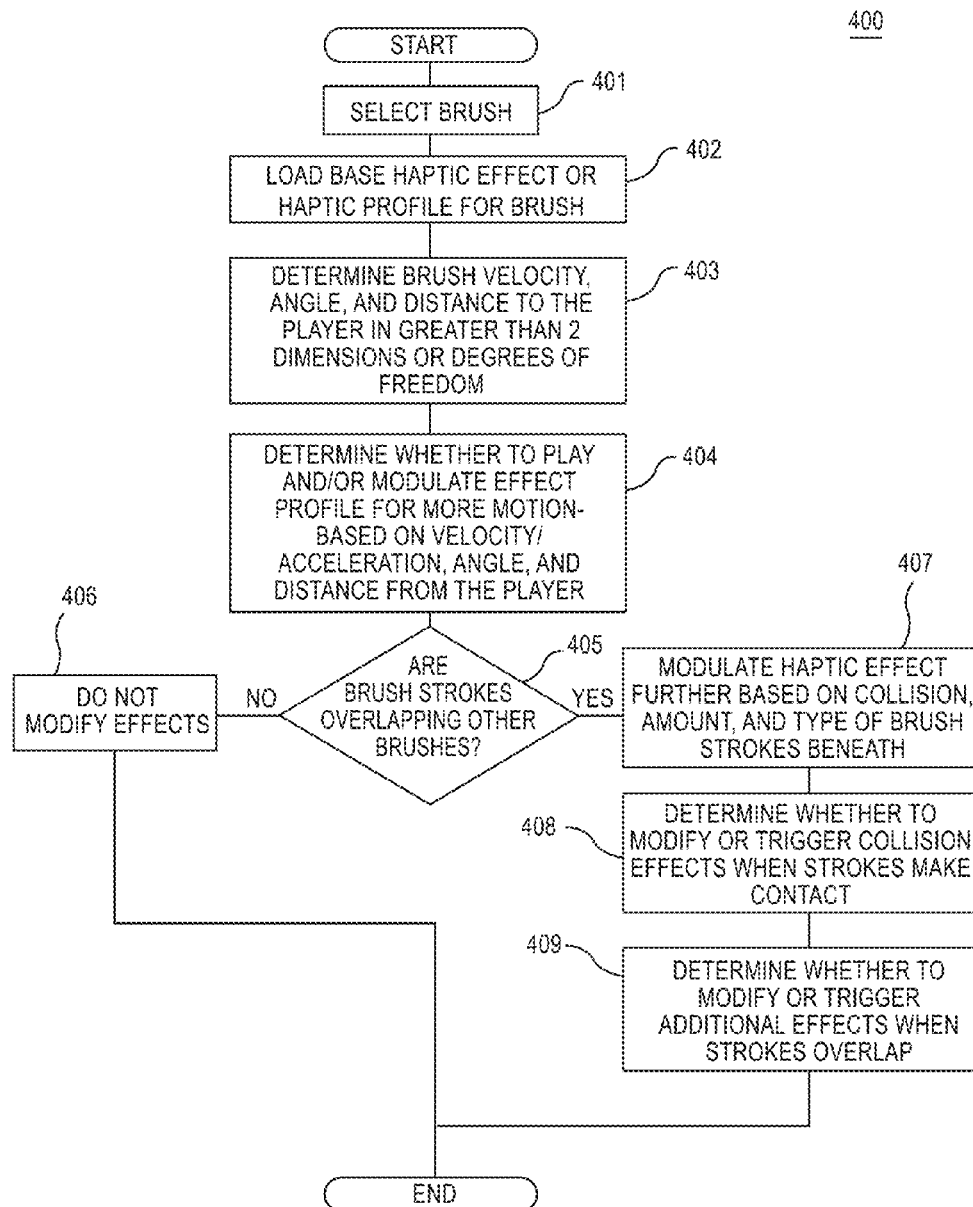 400
START
401
SELECT BRUSH
402
LOAD BASE HAPTIC EFFECT OR
HAPTIC PROFILE FOR BRUSH
403
DETERMINE BRUSH VELOCITY,
ANGLE, AND DISTANCE TO THE
PLAYER IN GREATER THAN 2
DIMENSIONS OR DEGREES OF
FREEDOM
404
DETERMINE WHETHER TO PLAY
AND/OR MODULATE EFFECT
PROFILE FOR MORE MOTION-
BASED ON VELOCITY/
ACCELERATION, ANGLE, AND
DISTANCE FROM THE PLAYER
405
ARE
BRUSH STROKES
OVERLAPPING OTHER
BRUSHES?
NO
YES
406
DO NOT
MODIFY EFFECTS
407
MODULATE HAPTIC EFFECT
FURTHER BASED ON COLLISION,
AMOUNT, AND TYPE OF BRUSH
STROKES BENEATH
408
DETERMINE WHETHER TO
MODIFY OR TRIGGER COLLISION
EFFECTS WHEN STROKES MAKE
CONTACT
409
DETERMINE WHETHER TO
MODIFY OR TRIGGER
ADDITIONAL EFFECTS WHEN
STROKES OVERLAP
END